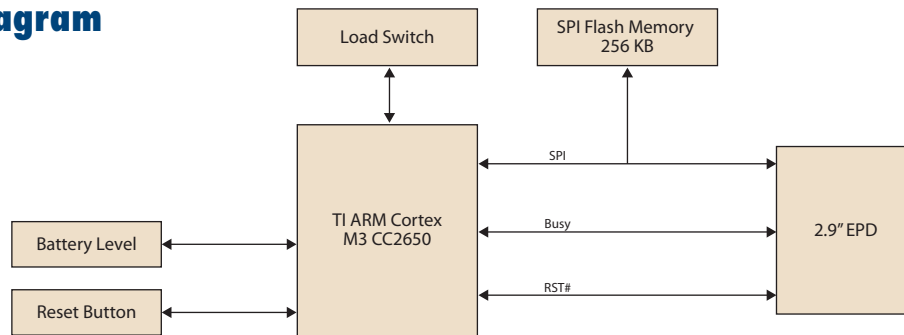 agram
Load Switch
SPI Flash Memory
256 KB
SPI
TI ARM Cortex
M3 CC2650
Busy
2.9” EPD
Battery Level
RST#
Reset Button